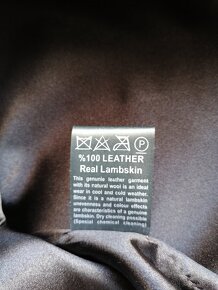 P
%100 LEATHER
Real Lambskin
This genunie leather garment
with its natural wool is an ideal
wear in cool and cold weather.
Since it is a natural lambskin
unevenness and colour effects
are characteristics of a genuine
lambskin. Dry cleaning possible
(Spesial chemical cleaning)